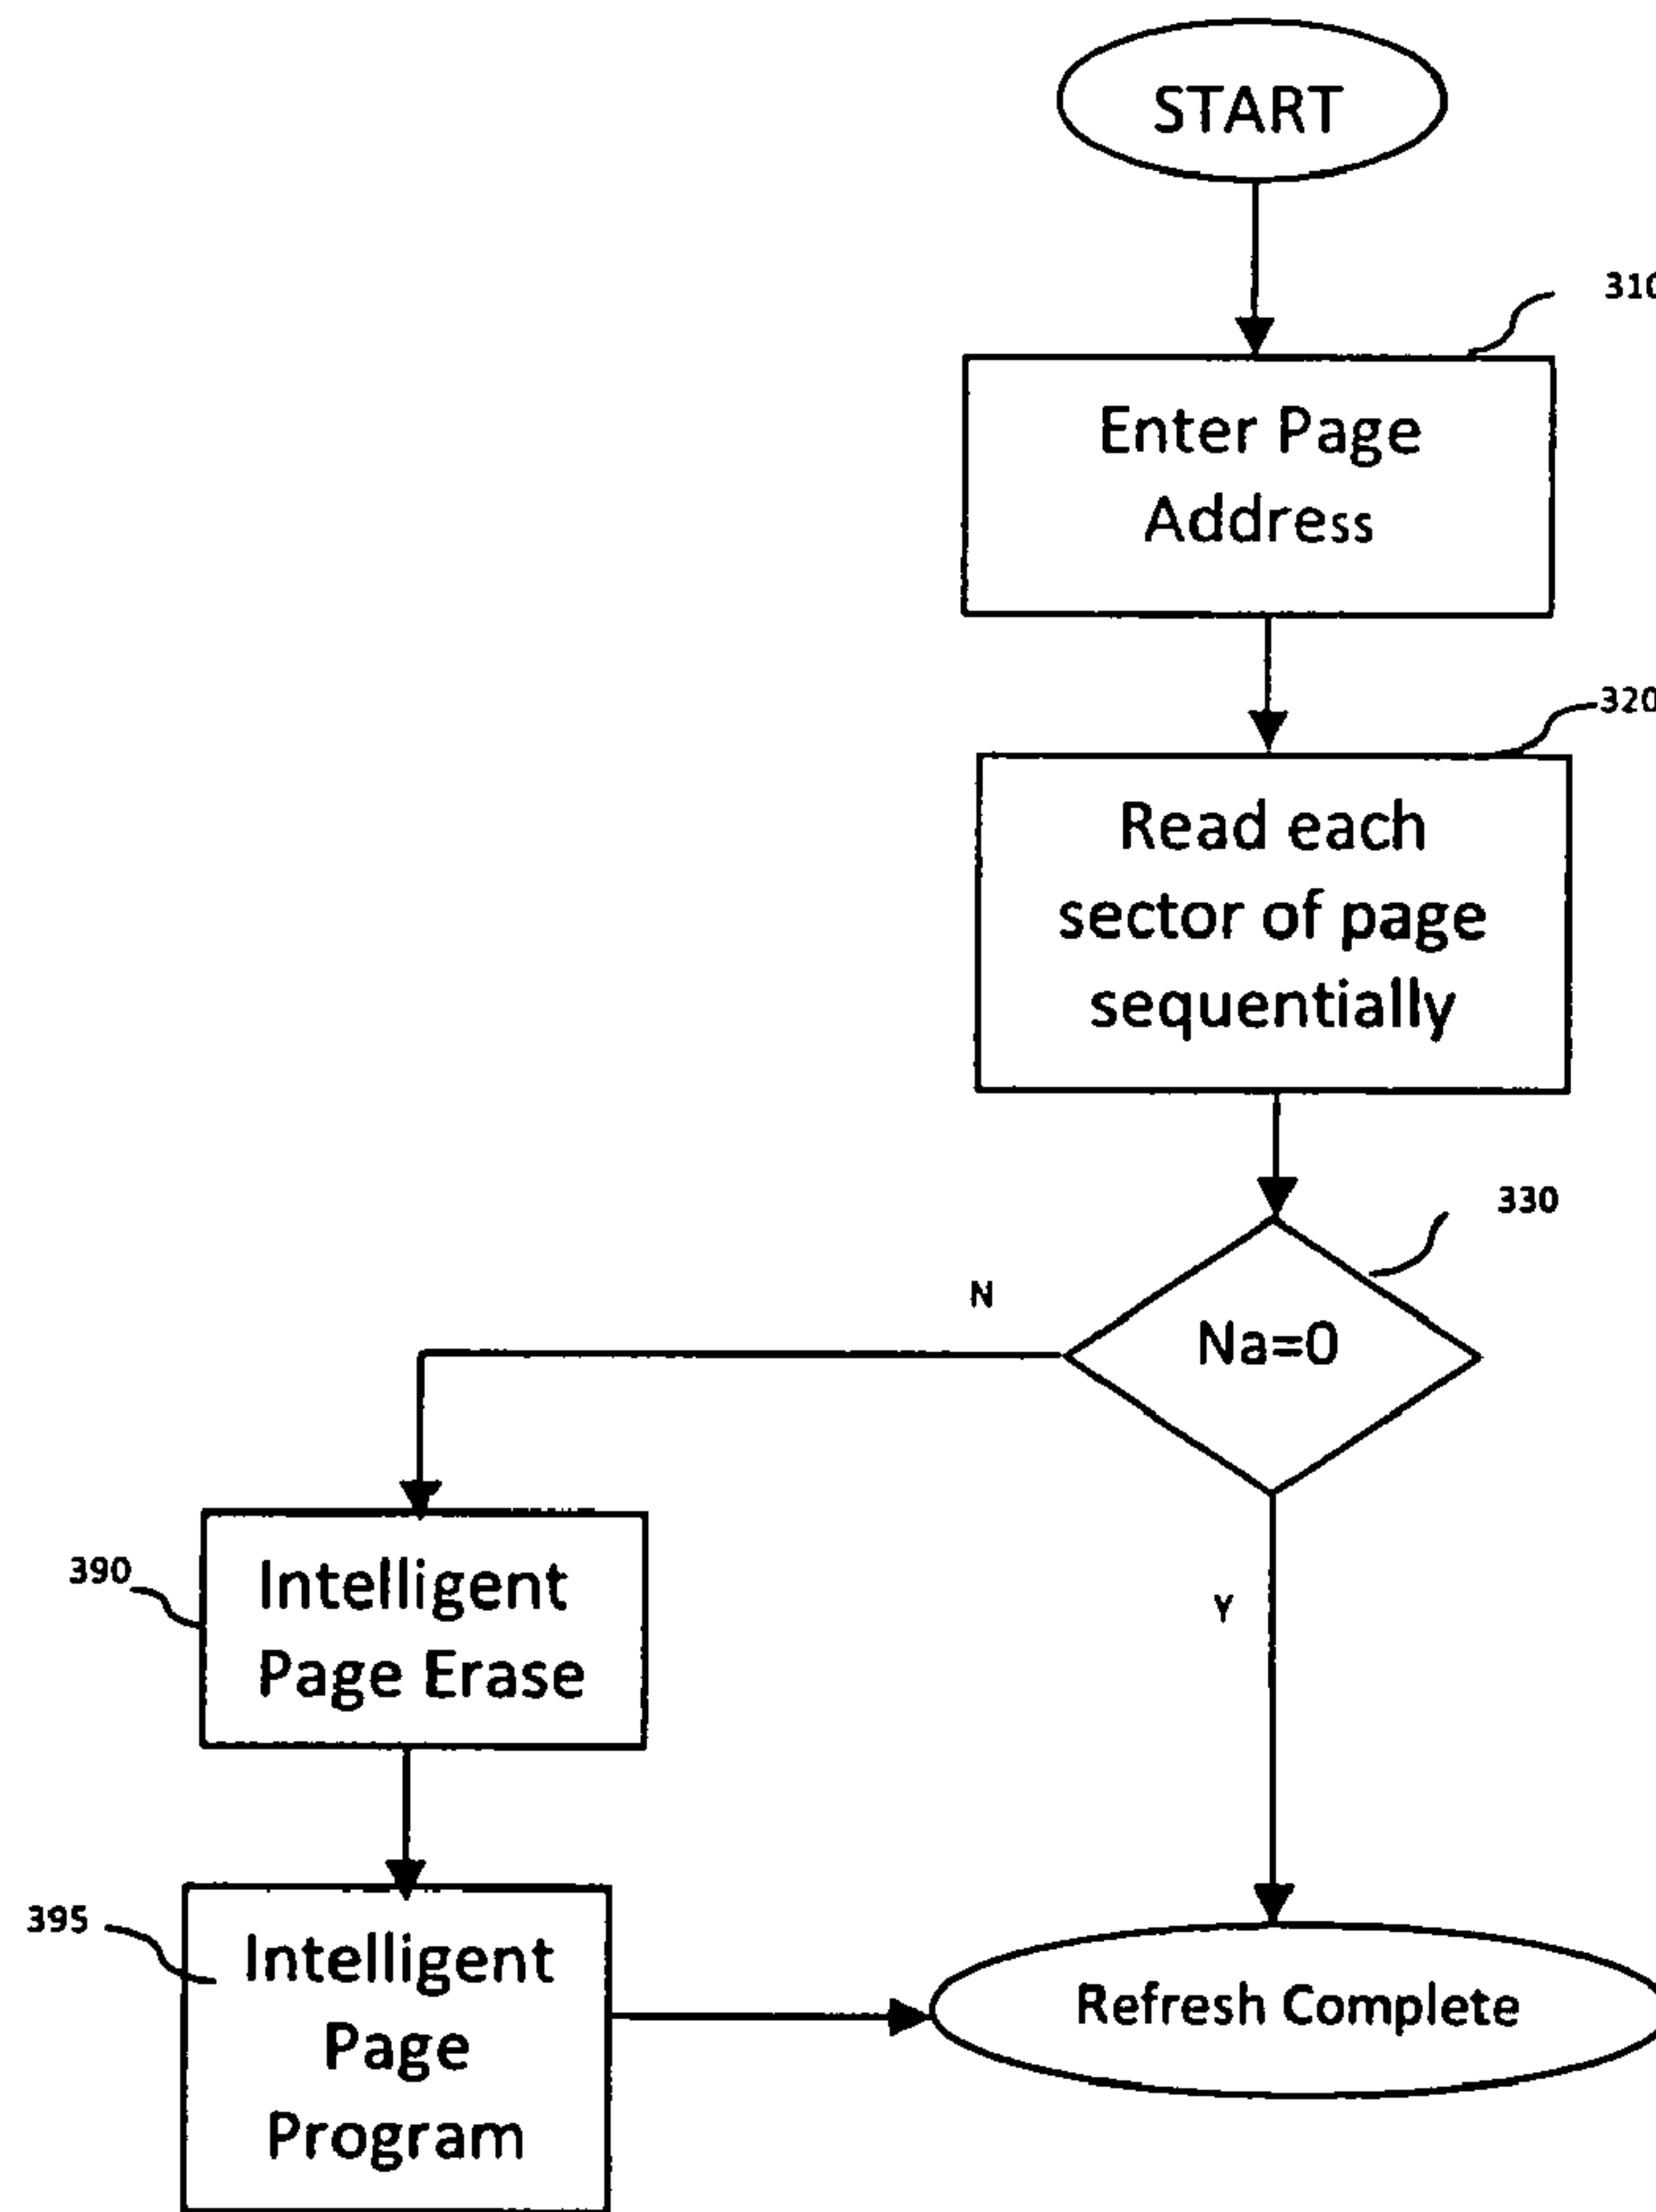 START
310
Enter Page
Address
320
Read each
sector of page
sequentially
330
N
Na=0
390
Intelligent
Page Erase
Y
395
Intelligent
Page
Program
Refresh Complete